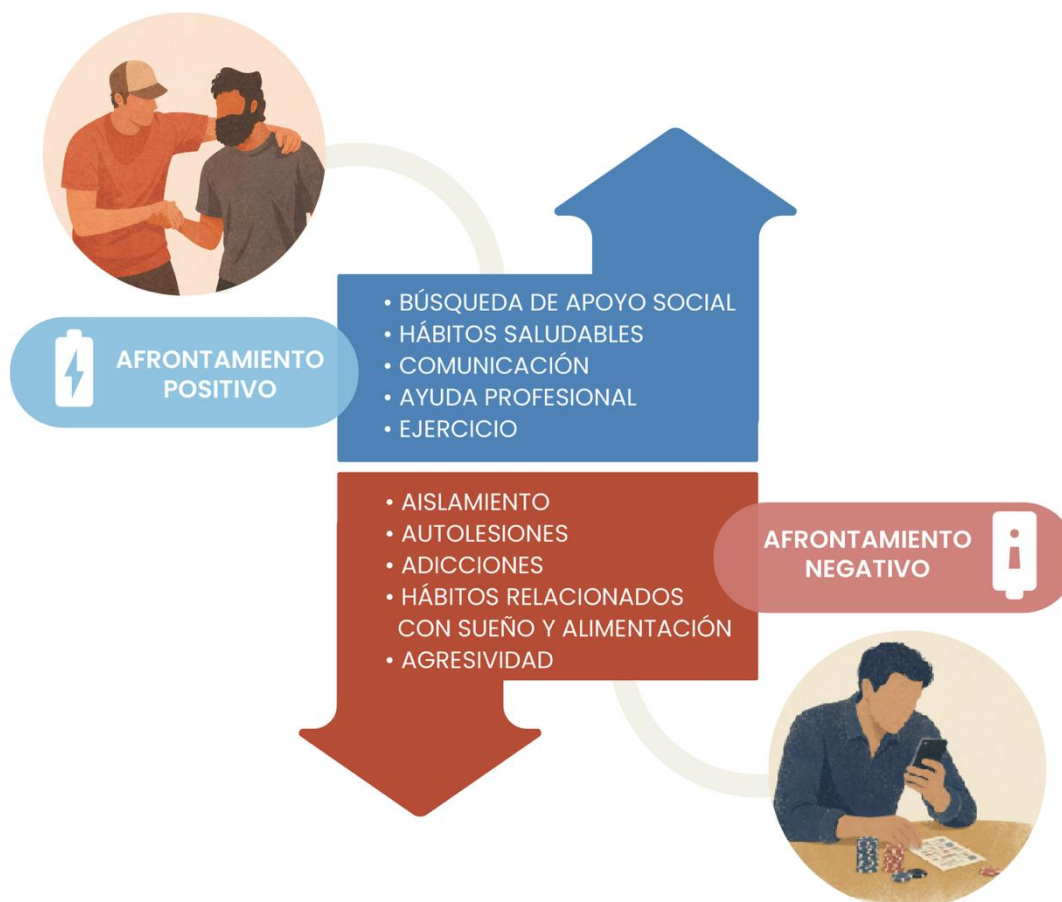 AFRONTAMIENTO
POSITIVO
• BÚSQUEDA DE APOYO SOCIAL
• HÁBITOS SALUDABLES
• COMUNICACIÓN
• AYUDA PROFESIONAL
• EJERCICIO
• AISLAMIENTO
• AUTOLESIONES
• ADICCIONES
• HÁBITOS RELACIONADOS
CON SUEÑO Y ALIMENTACIÓN
• AGRESIVIDAD
AFRONTAMIENTO
NEGATIVO